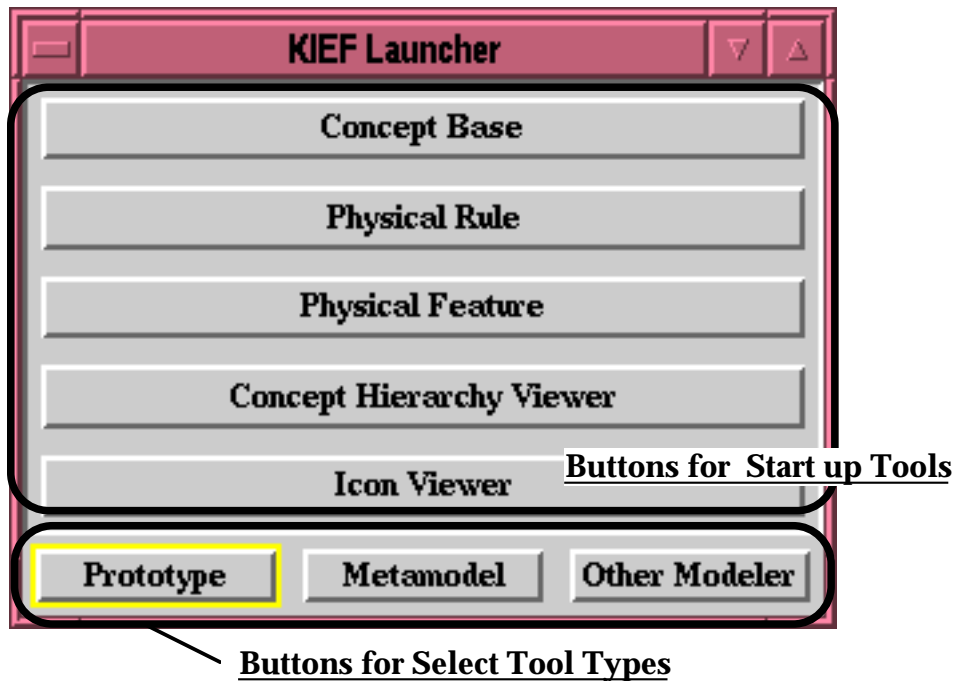 KIEF Launcher
Concept Base
Physical Rule
Physical Feature
Concept Hierarchy Viewer
Icon Viewer
Buttons for Start up Tools
Prototype Metamodel Other Modeler
Buttons for Select Tool Types